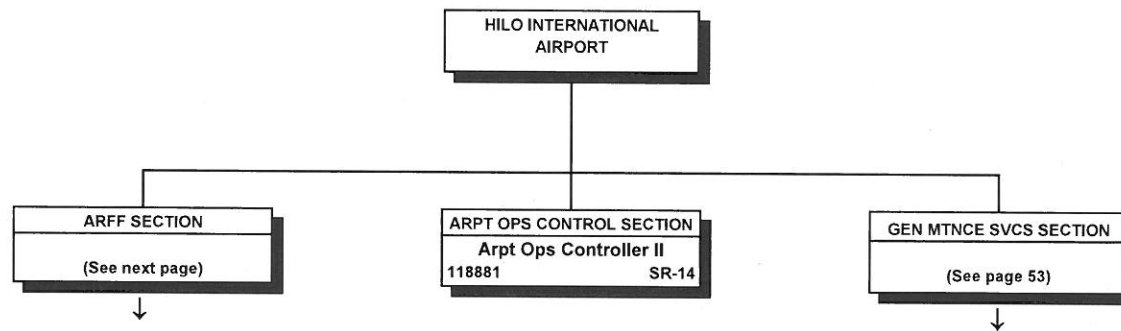 HILO INTERNATIONAL
AIRPORT
ARFF SECTION
(See next page)
ARPT OPS CONTROL SECTION
Arpt Ops Controller II
118881 SR-14
GEN MTNCE SVCS SECTION
(See page 53)